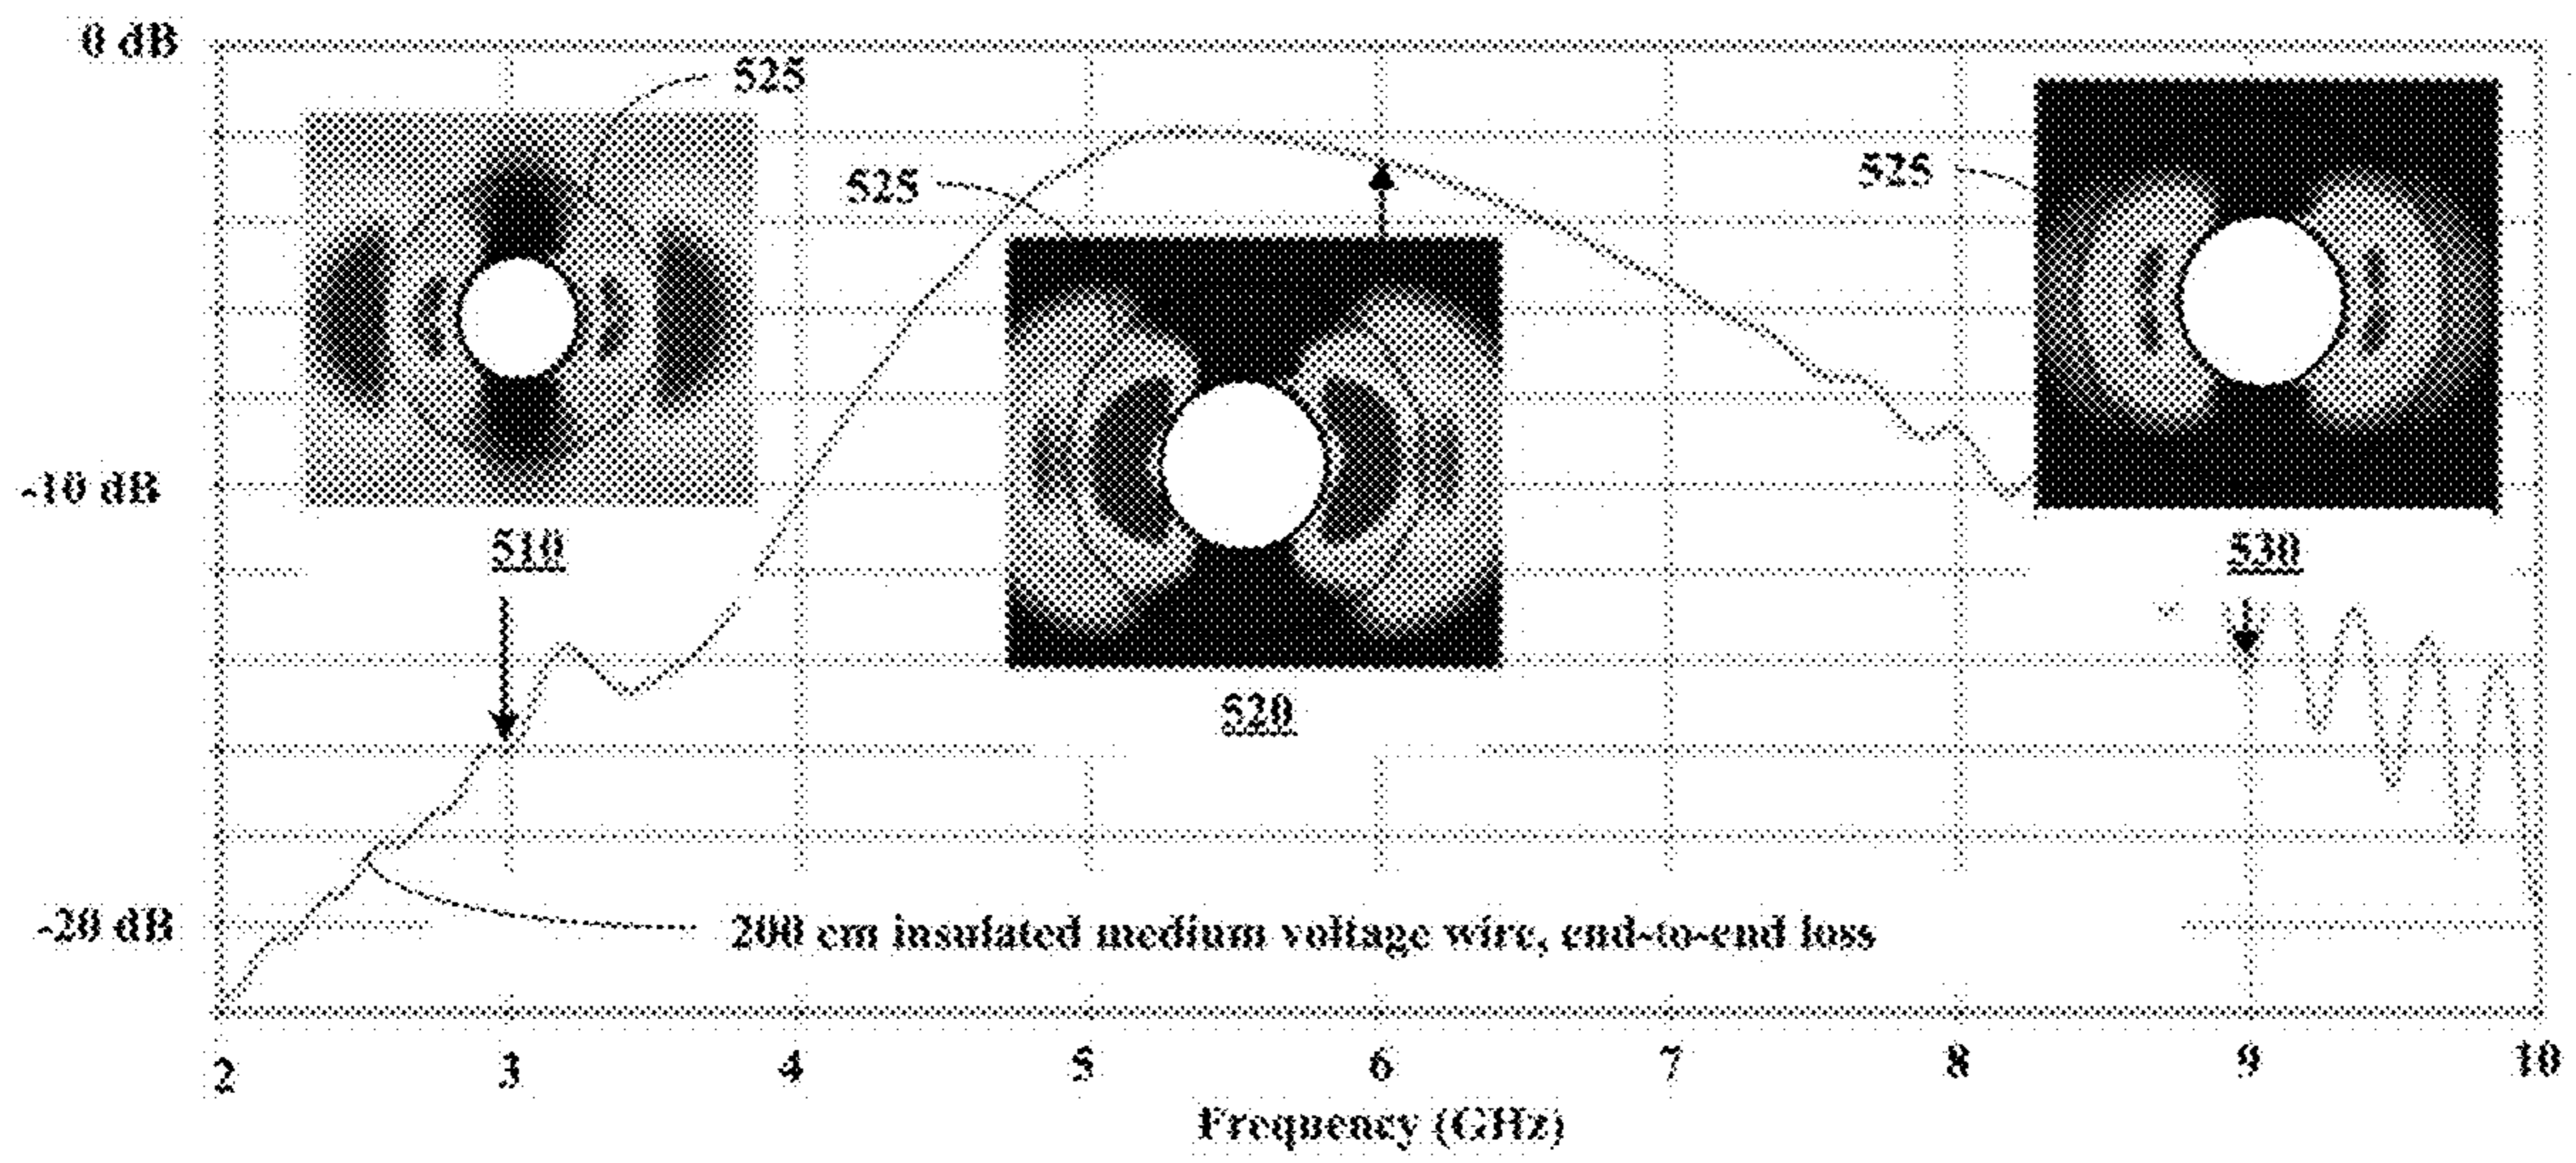 0 dB
525
525
525
-10 dB
510
530
520
-20 dB
200 cm insulated medium voltage wire, end-to-end loss
2 3 4 5 6 7 8 9 10
Frequency (GHz)